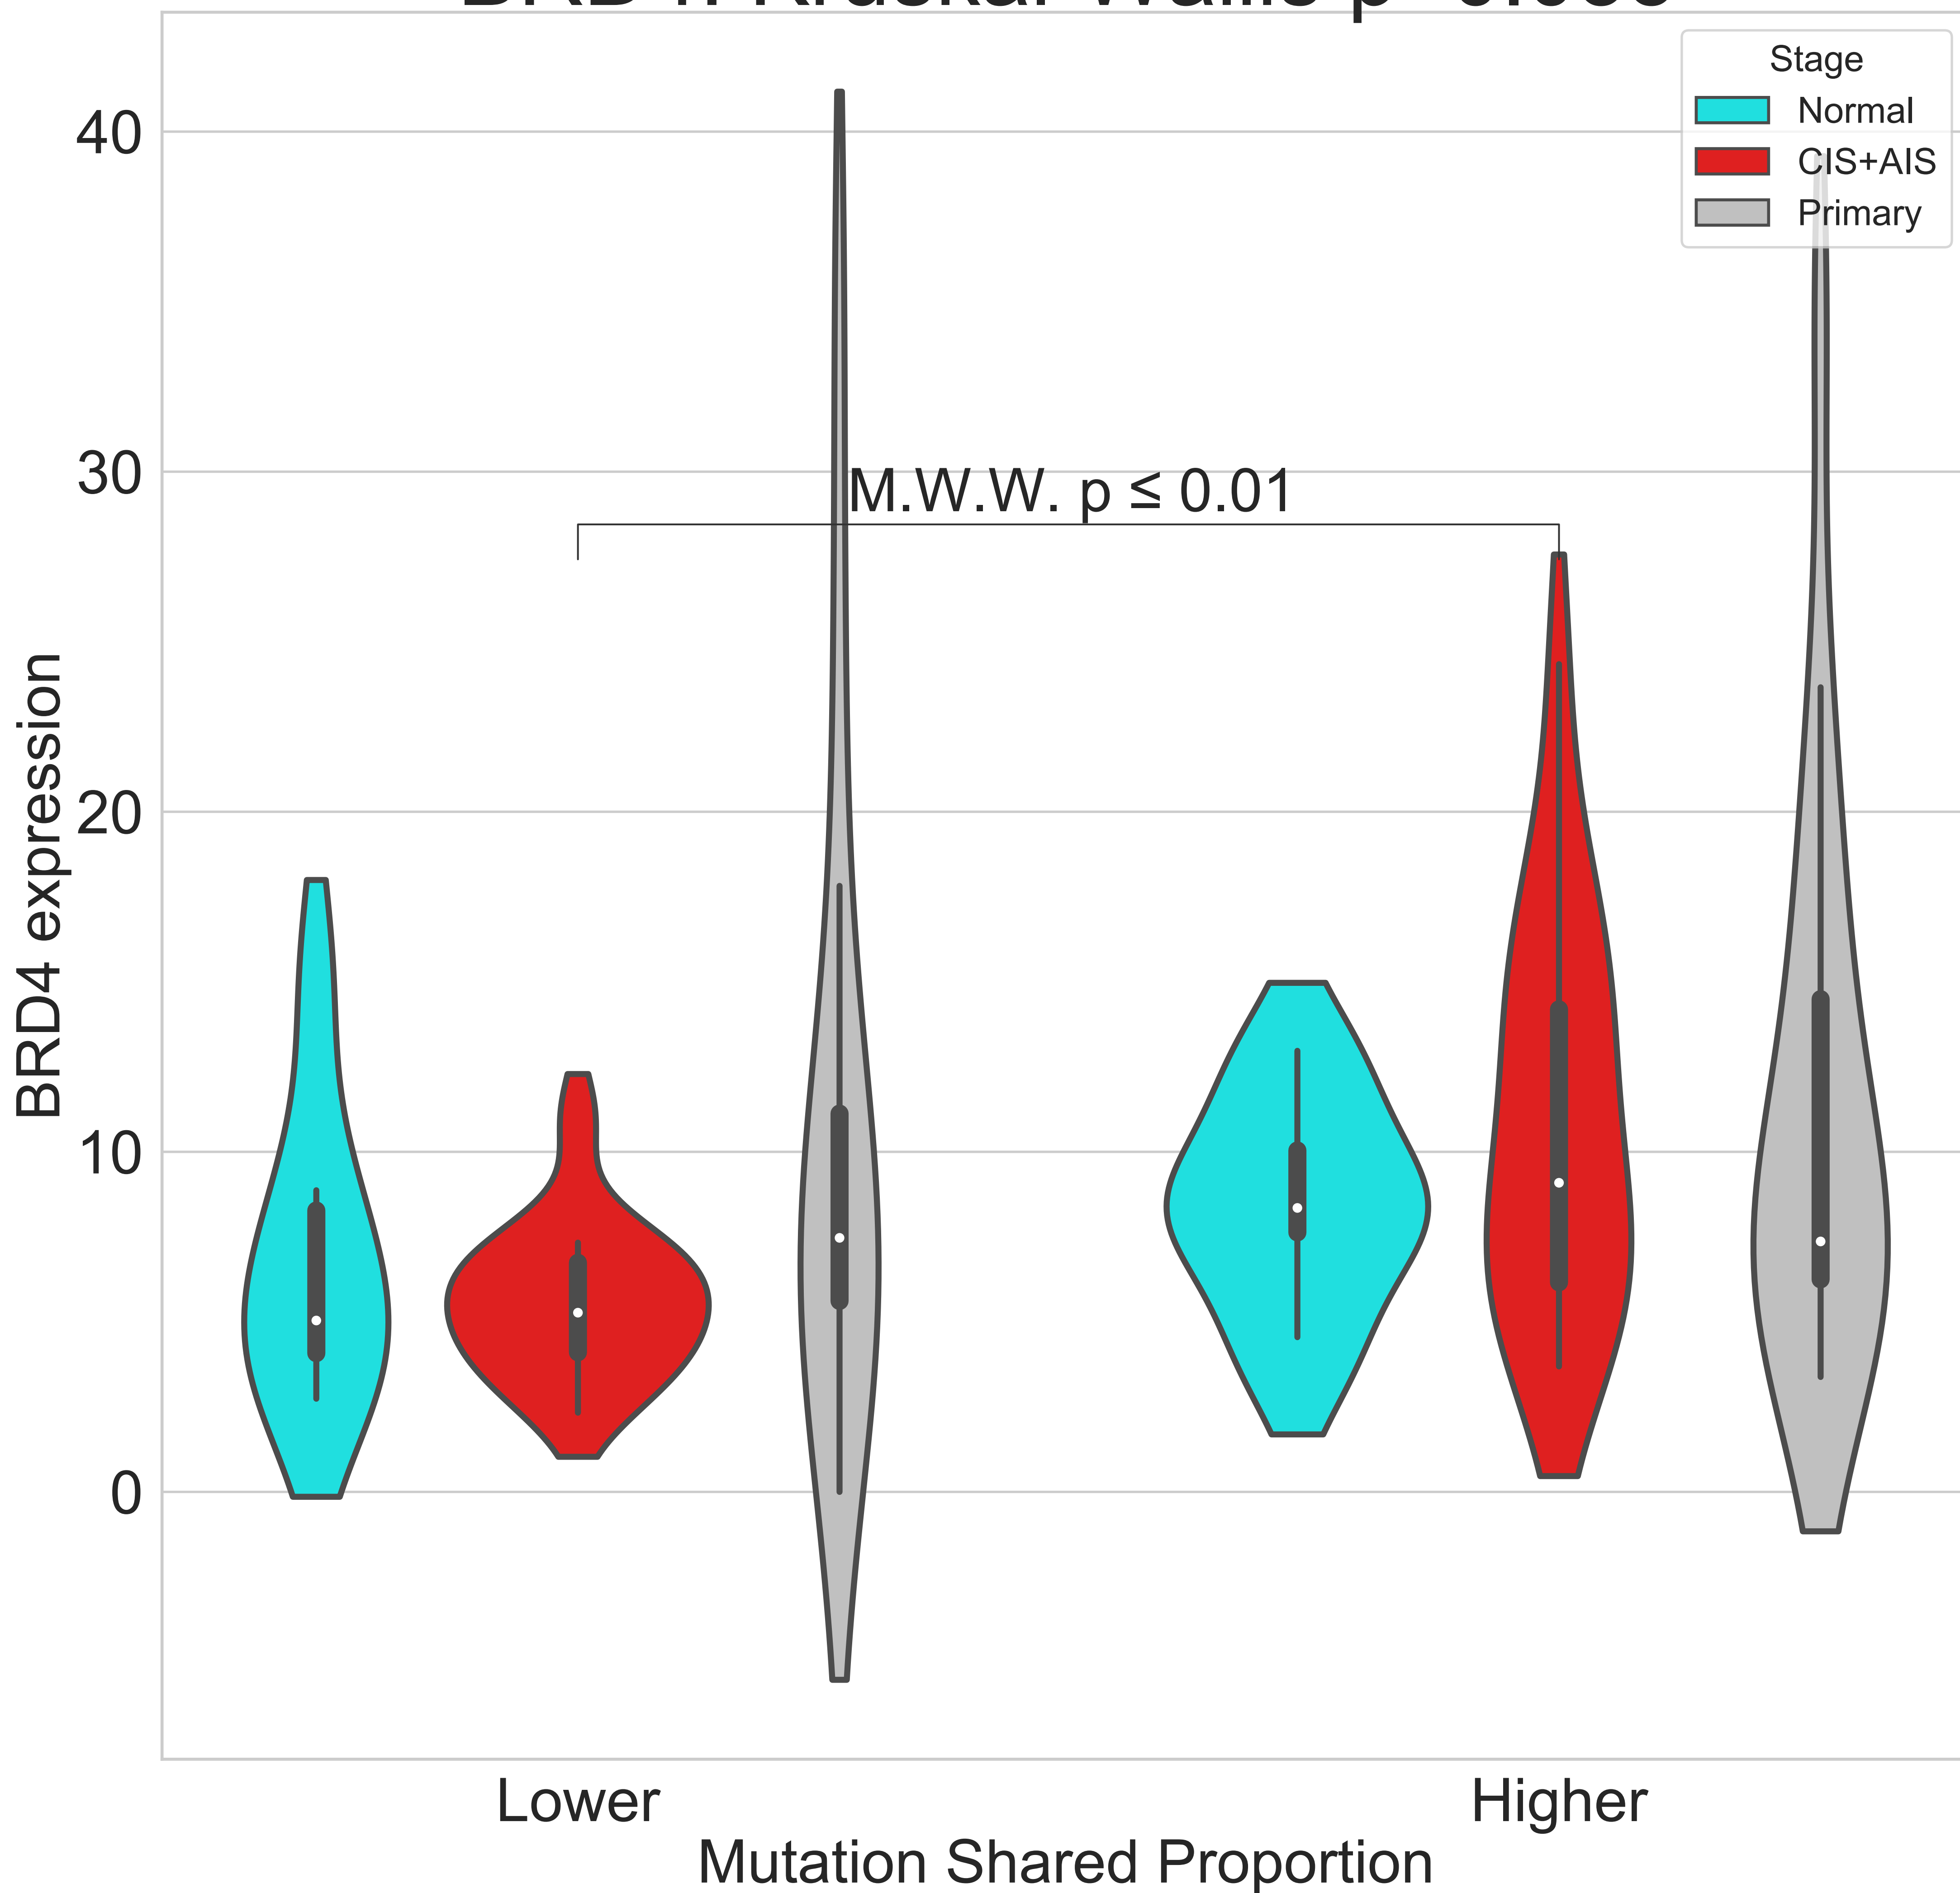 Stage
Normal
CIS+AIS
Primary
40
30
20
10
0
M.W.W. p ≤ 0.01
BRD4 expression
Lower
Higher
Mutation Shared Proportion